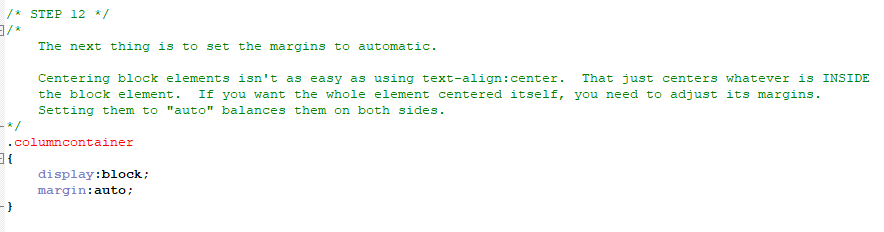 /* STEP 12 */
/*
The next thing is to set the margins to automatic.
Centering block elements isn't as easy as using text-align:center.  That just centers whatever is INSIDE
the block element.  If you want the whole element centered itself, you need to adjust its margins.
Setting them to "auto" balances them on both sides.
*/
.columncontainer
{
display:block;
margin:auto;
}